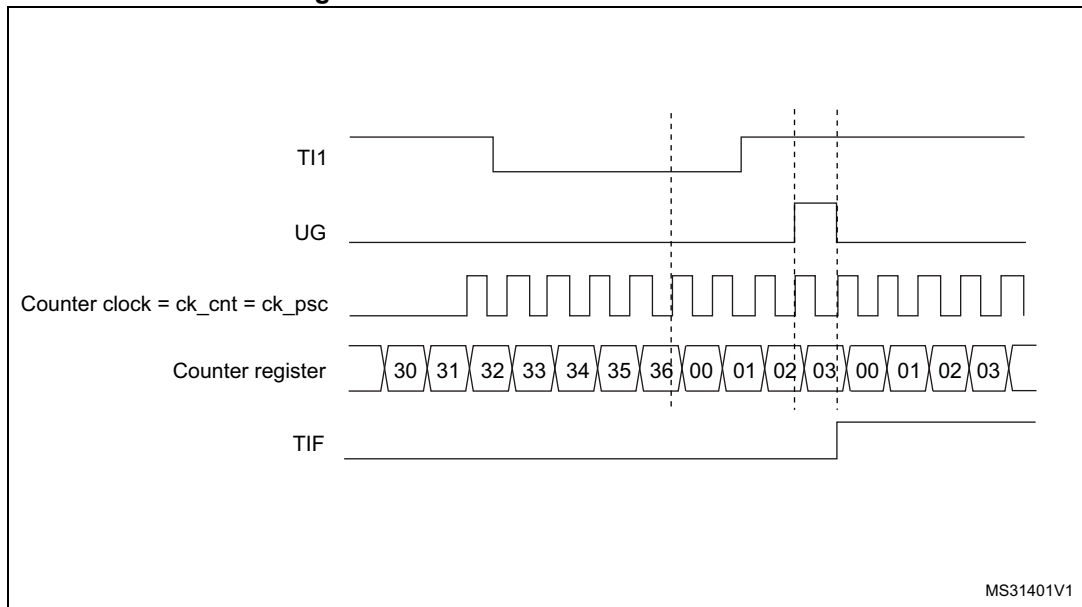 TI1
UG
Counter clock = ck_cnt = ck_psc
Counter register 30 31 32 33 34 35 36 00 01 02 03 00 01 02 03
TIF
MS31401V1